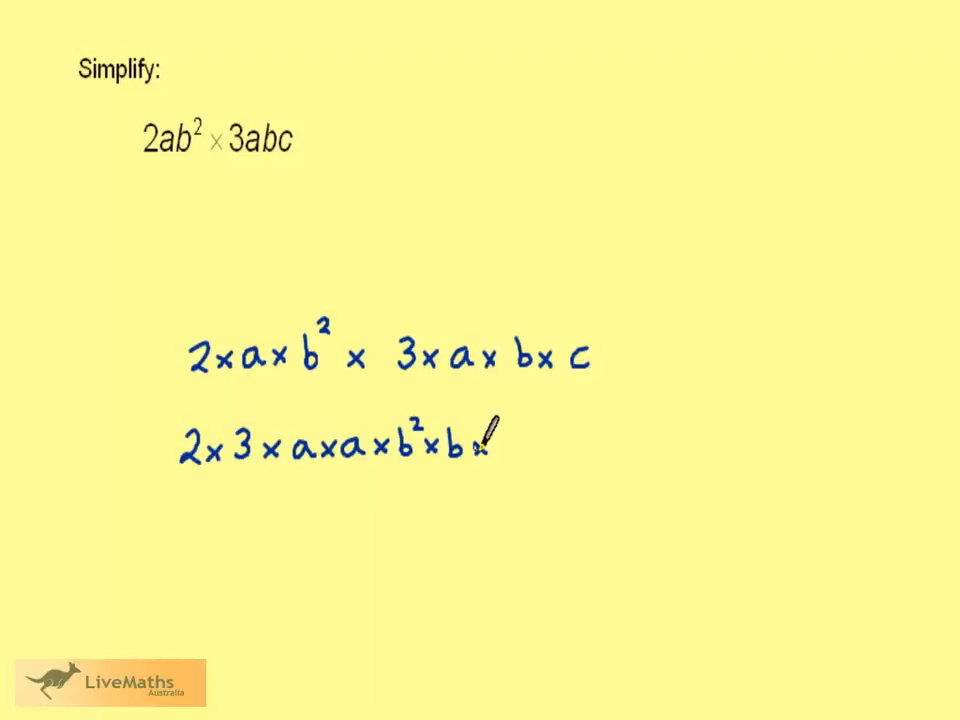 Simplify:
2ab² × 3abc
2 × a × b² × 3 × a × b × c
2 × 3 × a × a × b² × b ×
LiveMaths
Australia